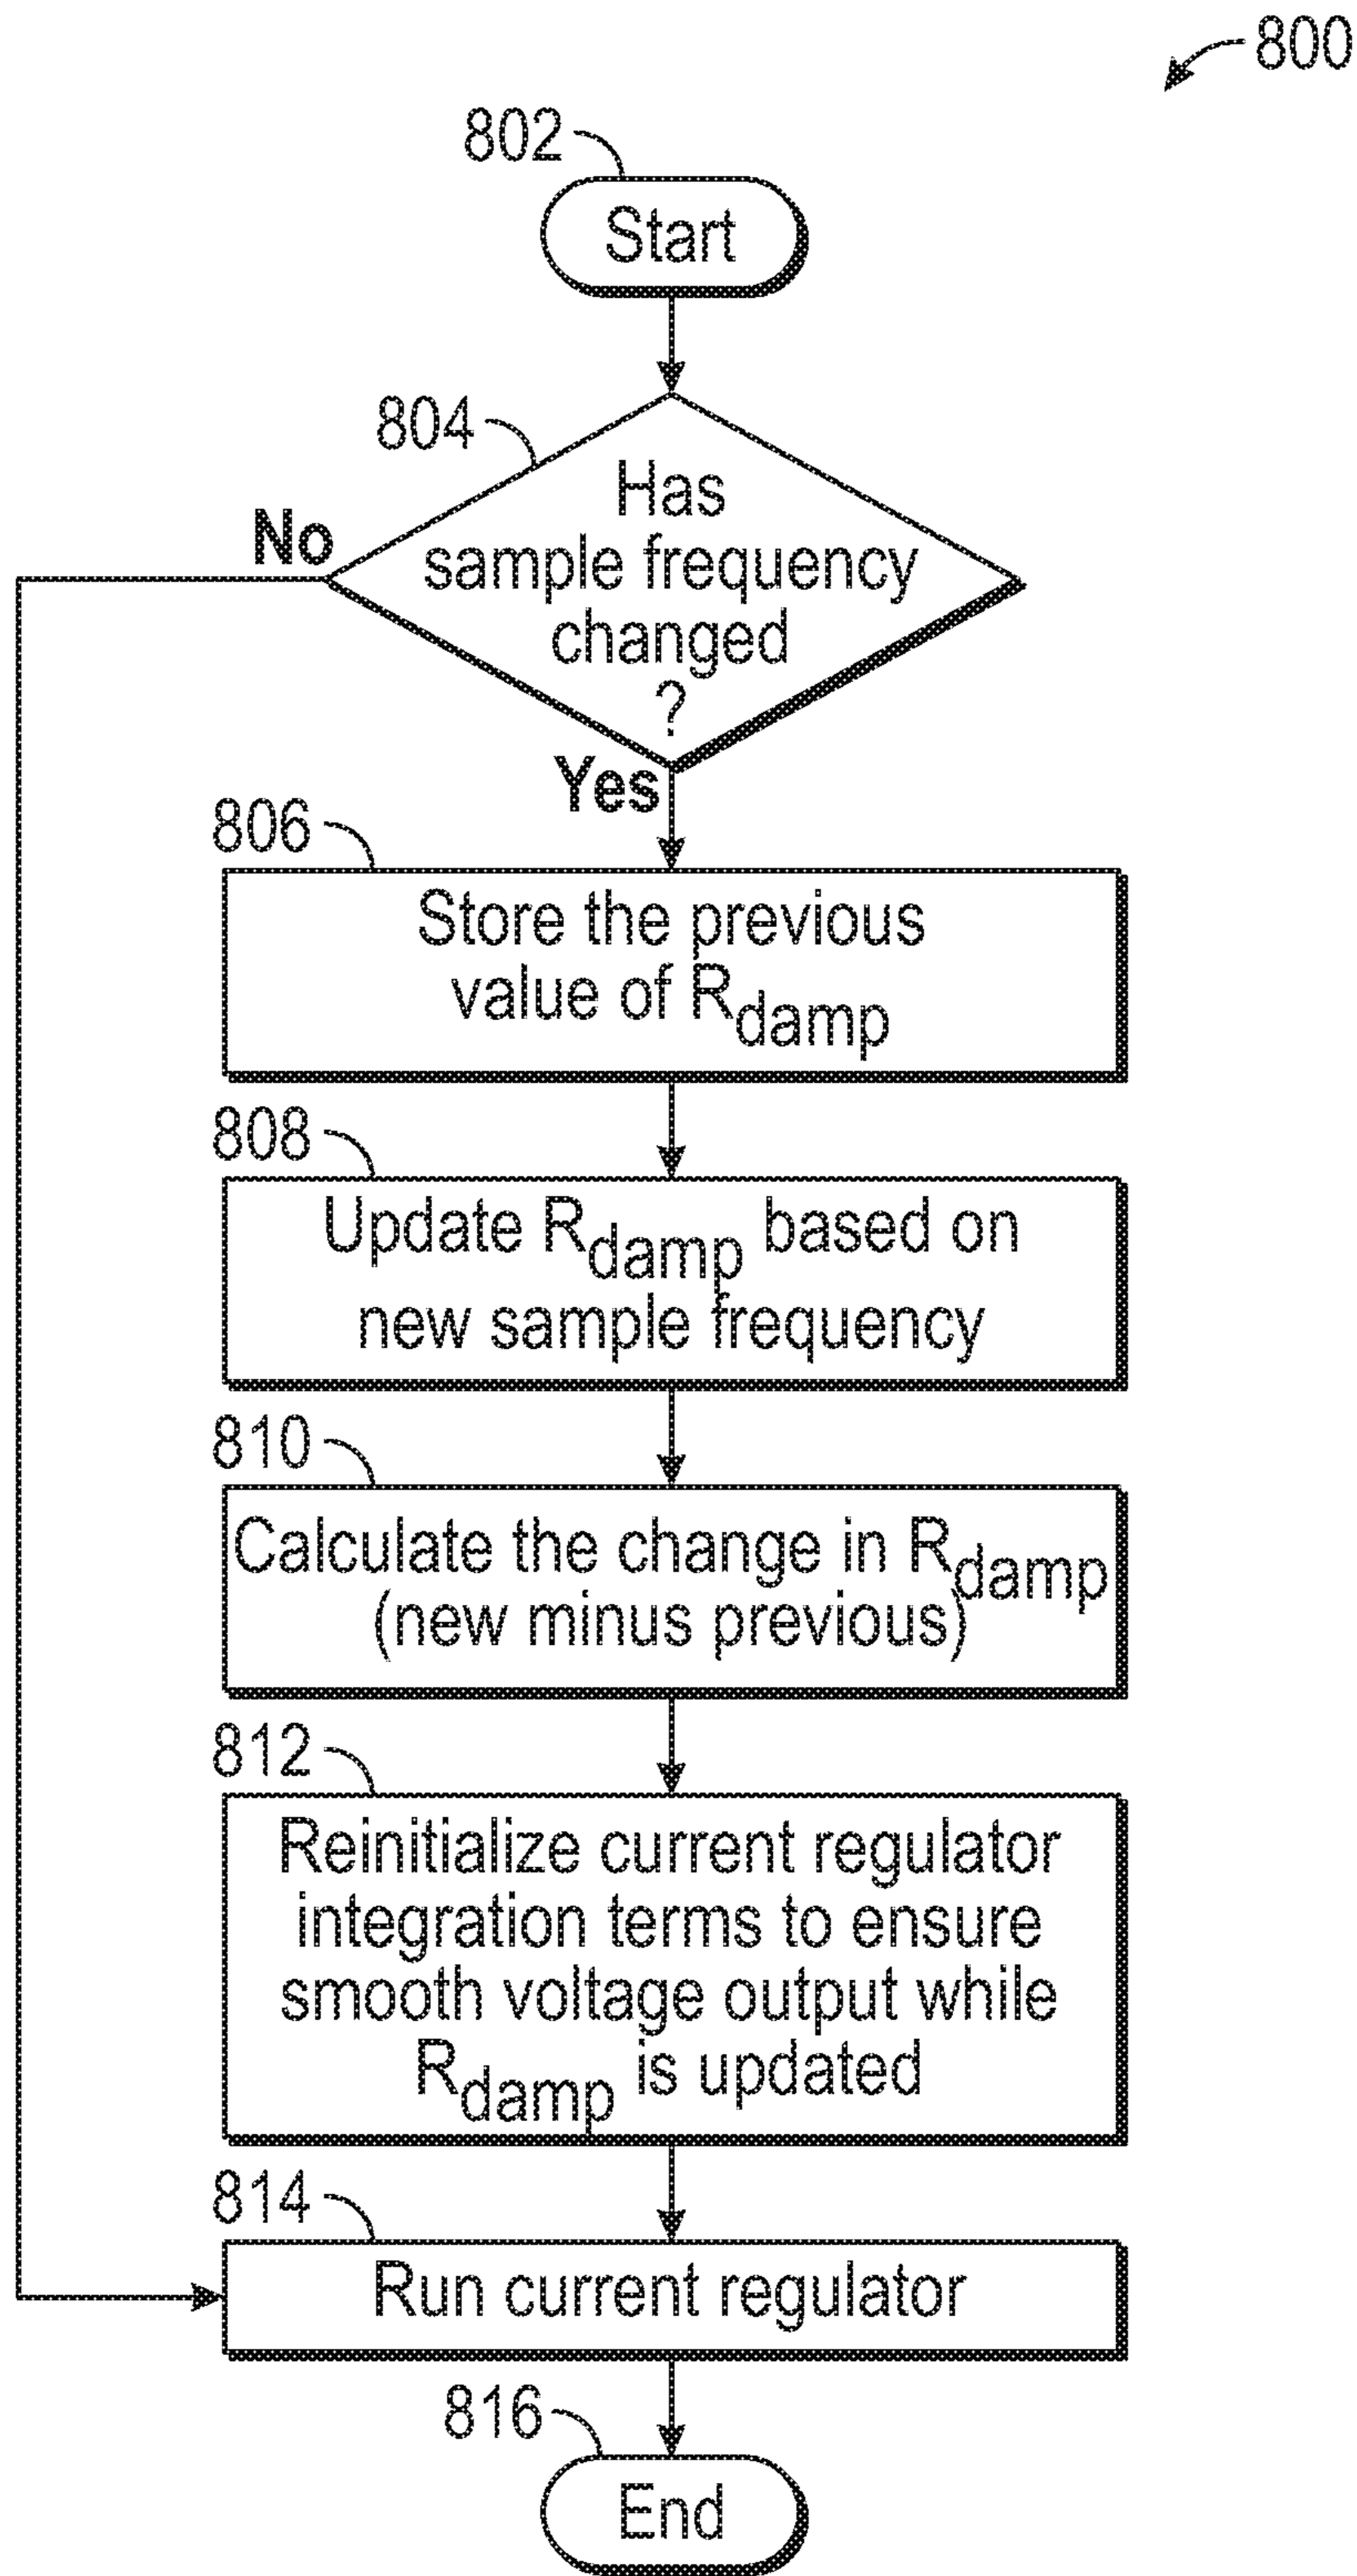 800
802
Start
804
Has
sample frequency
changed
?
No
Yes
806
Store the previous
value of Rdamp
808
Update Rdamp based on
new sample frequency
810
Calculate the change in Rdamp
(new minus previous)
812
Reinitialize current regulator
integration terms to ensure
smooth voltage output while
Rdamp is updated
814
Run current regulator
816
End